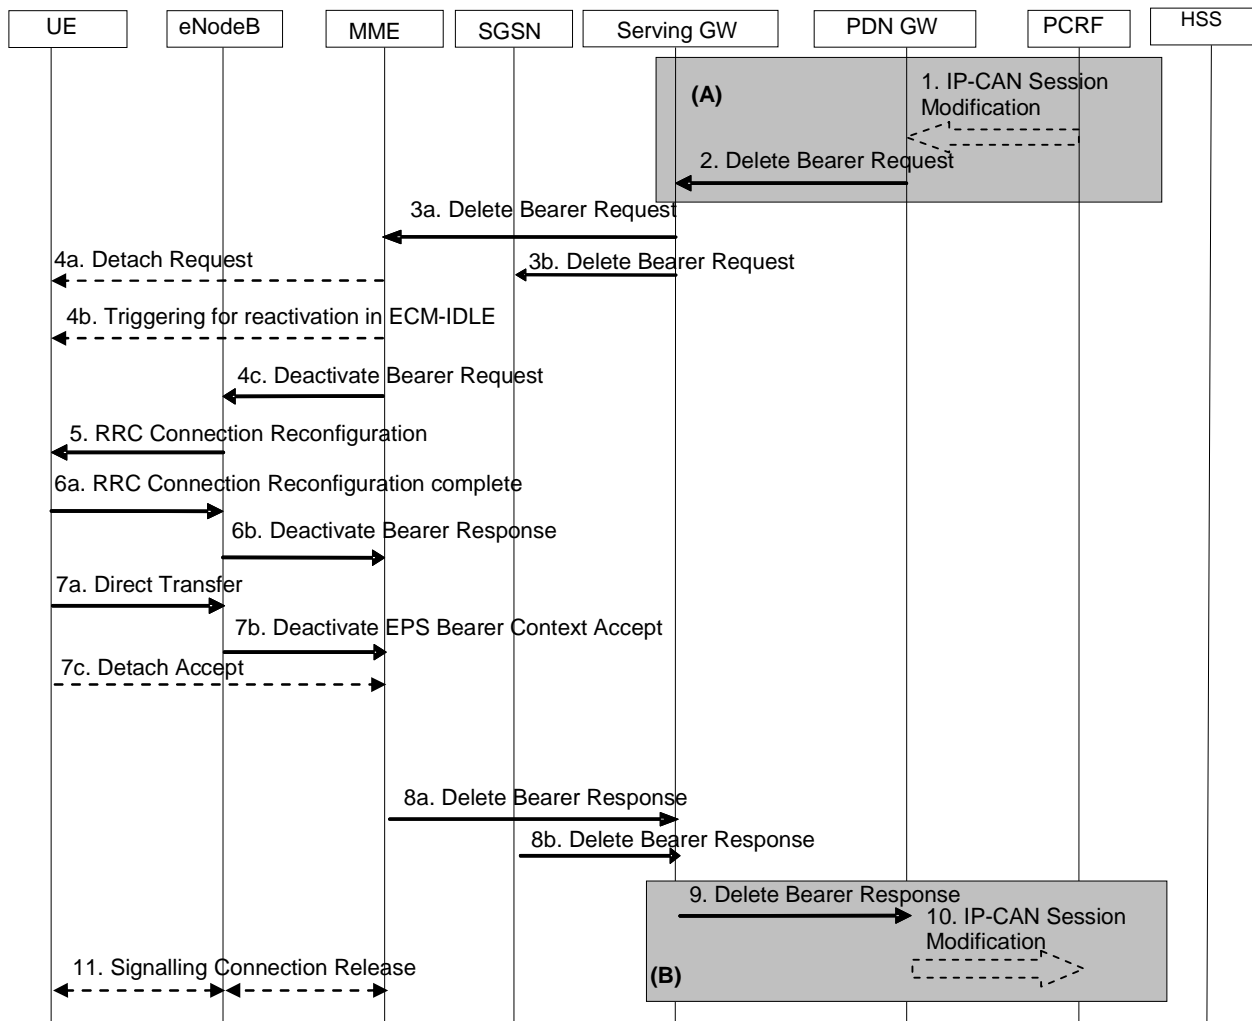 UE
eNodeB
MME
SGSN
Serving GW
PDN GW
PCRF
HSS
(A)
1. IP-CAN Session
Modification
2. Delete Bearer Request
3a. Delete Bearer Request
4a. Detach Request
3b. Delete Bearer Request
4b. Triggering for reactivation in ECM-IDLE
4c. Deactivate Bearer Request
5. RRC Connection Reconfiguration
6a. RRC Connection Reconfiguration complete
6b. Deactivate Bearer Response
7a. Direct Transfer
7b. Deactivate EPS Bearer Context Accept
7c. Detach Accept
8a. Delete Bearer Response
8b. Delete Bearer Response
9. Delete Bearer Response
10. IP-CAN Session
Modification
(B)
11. Signalling Connection Release